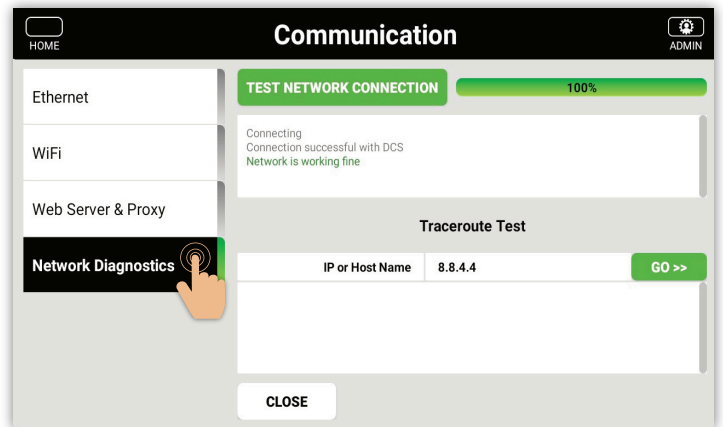 HOME
Communication
ADMIN
Ethernet
WiFi
Web Server & Proxy
Network Diagnostics
TEST NETWORK CONNECTION
100%
Connecting
Connection successful with DCS
Network is working fine
Traceroute Test
IP or Host Name 8.8.4.4 GO >>
CLOSE